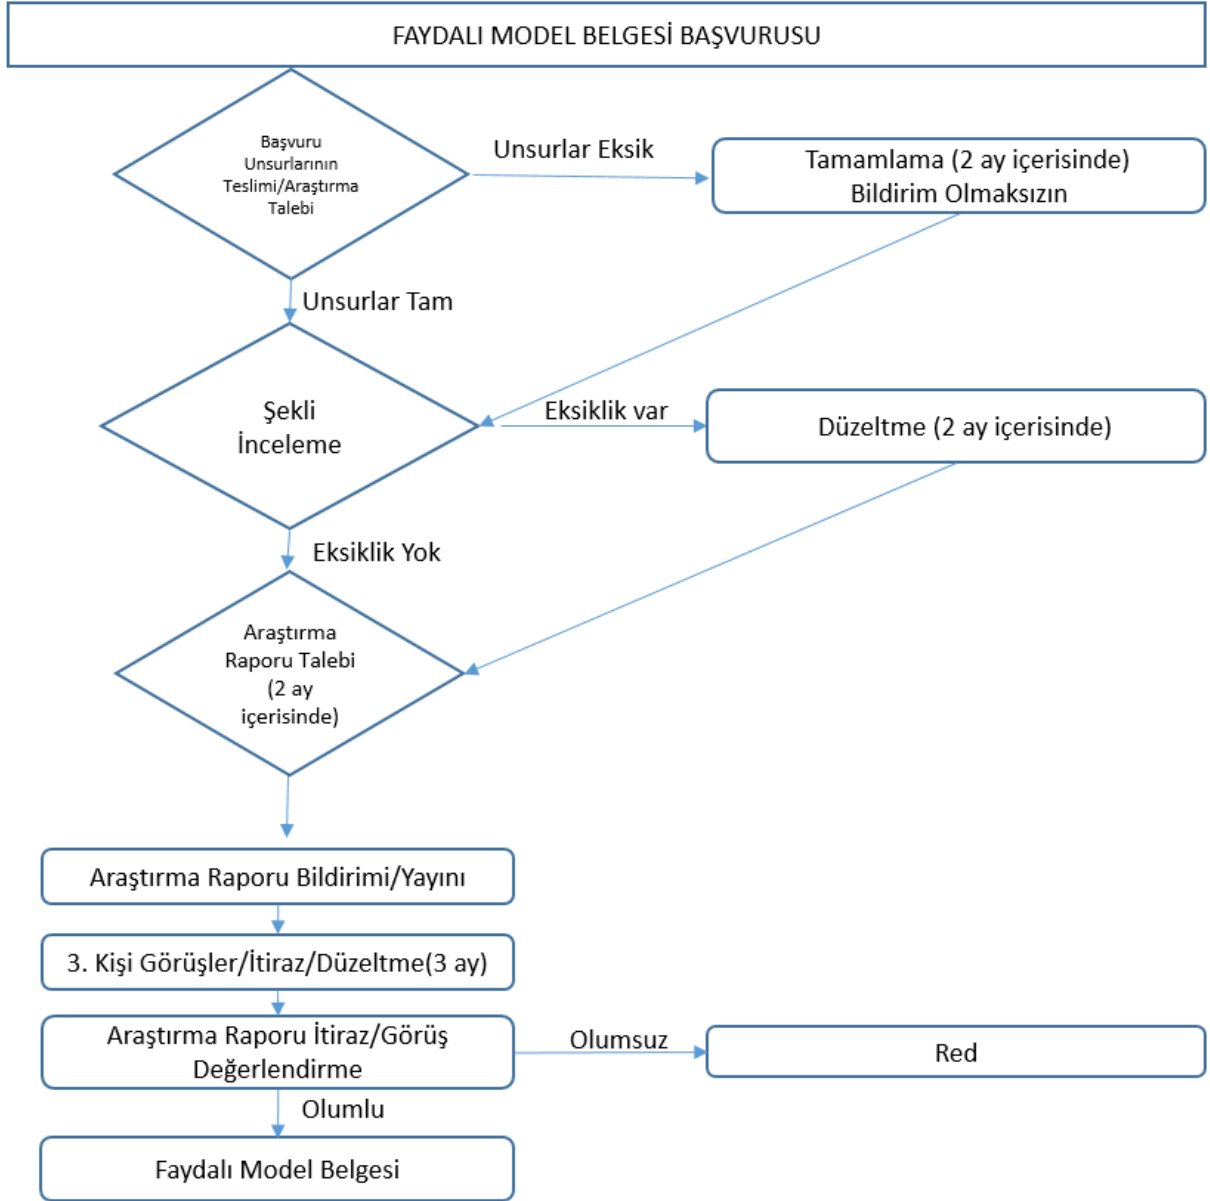 FAYDALI MODEL BELGESİ BAŞVURUSU
Başvuru
Unsurlarının
Teslimi/Araştırma
Talebi
Unsurlar Eksik
Tamamlama (2 ay içerisinde)
Bildirim Olmaksızın
Unsurlar Tam
Şekli
İnceleme
Eksiklik var
Düzeltme (2 ay içerisinde)
Eksiklik Yok
Araştırma
Raporu Talebi
(2 ay
içerisinde)
Araştırma Raporu Bildirimi/Yayını
3. Kişi Görüşler/İtiraz/Düzeltme(3 ay)
Araştırma Raporu İtiraz/Görüş
Değerlendirme
Olumsuz
Red
Olumlu
Faydalı Model Belgesi